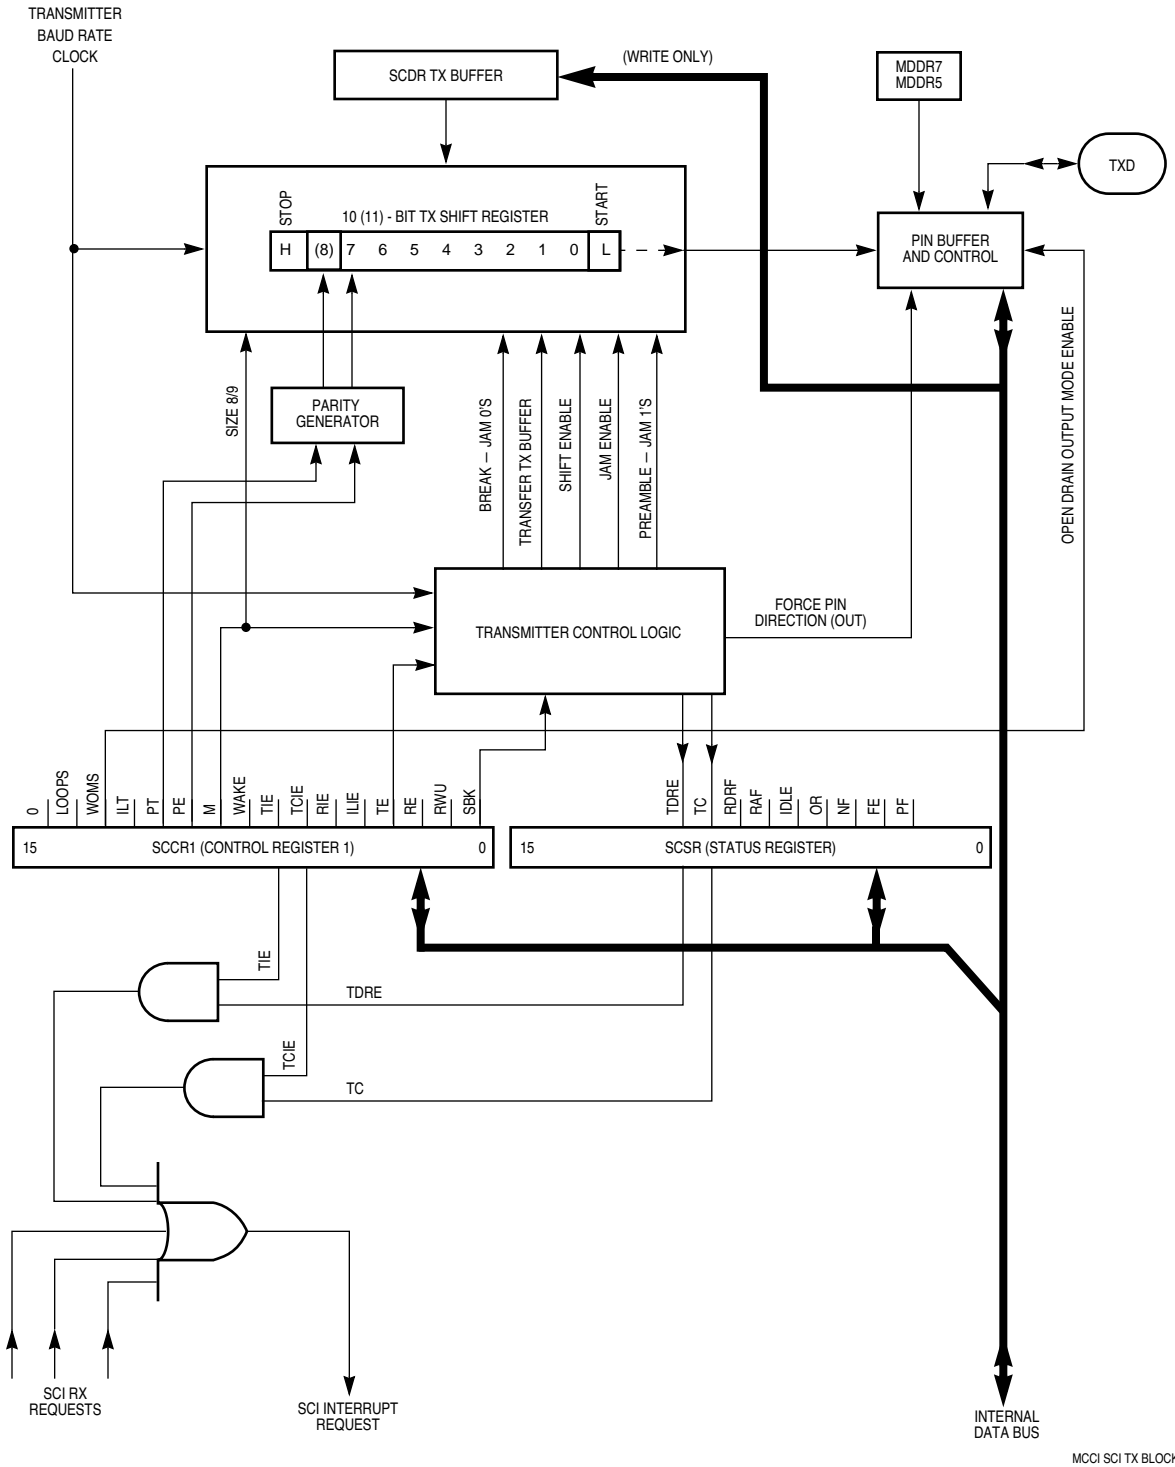 TRANSMITTER
BAUD RATE
CLOCK
SCDR TX BUFFER
(WRITE ONLY)
MDDR7
MDDR5
TXD
STOP
10 (11) - BIT TX SHIFT REGISTER
START
H (8) 7 6 5 4 3 2 1 0 L
PIN BUFFER
AND CONTROL
OPEN DRAIN OUTPUT MODE ENABLE
SIZE 8/9
PARITY
GENERATOR
BREAK — JAM 0'S
TRANSFER TX BUFFER
SHIFT ENABLE
JAM ENABLE
PREAMBLE — JAM 1'S
TRANSMITTER CONTROL LOGIC
FORCE PIN
DIRECTION (OUT)
0
LOOPS
WOMS
ILT
PT
PE
M
WAKE
TIE
TCIE
RIE
ILIE
TE
RE
RWU
SBK
TDRE
TC
RDRF
RAF
IDLE
OR
NF
FE
PF
15 SCCR1 (CONTROL REGISTER 1) 0
15 SCSR (STATUS REGISTER) 0
TIE
TDRE
TCIE
TC
SCI RX
REQUESTS
SCI INTERRUPT
REQUEST
INTERNAL
DATA BUS
MCCI SCI TX BLOCK